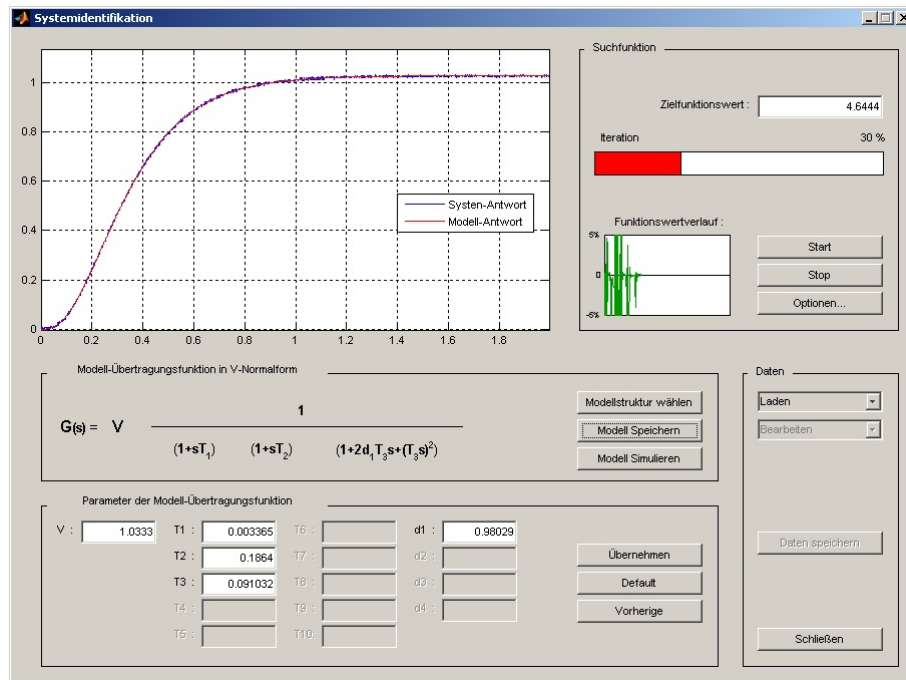 Systemidentifikation
1
0.8
0.6
0.4
0.2
0
0 0.2 0.4 0.6 0.8 1 1.2 1.4 1.6 1.8
Systen-Antwort
Modell-Antwort
Suchfunktion
Zielfunktionswert : 4.6444
Iteration 30 %
Funktionswertverlauf :
5%
0
-5%
Start
Stop
Optionen...
Modell-Übertragungsfunktion in V-Normform
G(s) = V
1
(1+sT₁) (1+sT₂) (1+2d₁T₃s+(T₃s)²)
Modellstruktur wählen
Modell Speichern
Modell Simulieren
Daten
Laden
Bearbeiten
Daten speichern
Schließen
Parameter der Modell-Übertragungsfunktion
V : 1.0333 T1 : 0.003365 T6 : d1 : 0.98029
T2 : 0.1864 T7 : d2 :
T3 : 0.091032 T8 : d3 :
T4 : T9 : d4 :
T5 : T10:
Übernehmen
Default
Vorherige